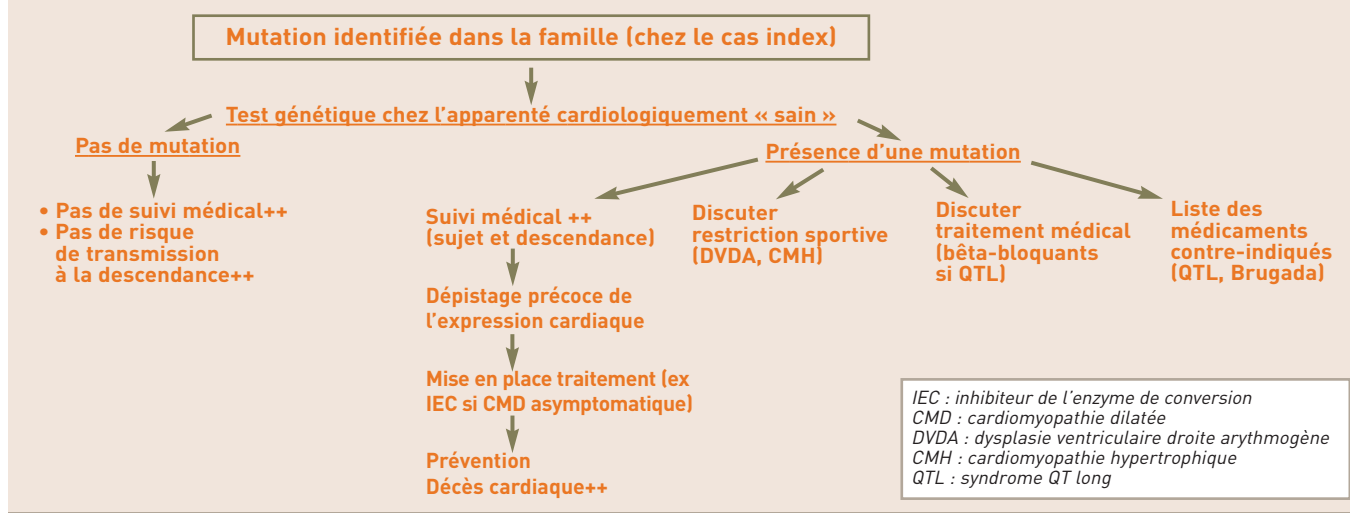 Mutation identifiée dans la famille (chez le cas index)
Test génétique chez l'apparenté cardiologiquement « sain »
Pas de mutation
• Pas de suivi médical++
• Pas de risque
de transmission
à la descendance++
Présence d'une mutation
Suivi médical ++
(sujet et descendance)
Dépistage précoce de
l'expression cardiaque
Mise en place traitement (ex
IEC si CMD asymptomatique)
Prévention
Décès cardiaque++
Discuter
restriction sportive
(DVDA, CMH)
Discuter
traitement médical
(bêta-bloquants
si QTL)
Liste des
médicaments
contre-indiqués
(QTL, Brugada)
IEC : inhibiteur de l'enzyme de conversion
CMD : cardiomyopathie dilatée
DVDA : dysplasie ventriculaire droite arythmogène
CMH : cardiomyopathie hypertrophique
QTL : syndrome QT long